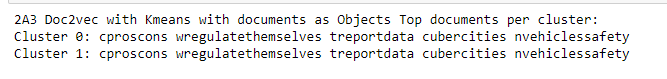 2A3 Doc2vec with Kmeans with documents as Objects Top documents per cluster:
Cluster 0: cproscons wregulatethemselves treportdata cubercities nvehiclessafety
Cluster 1: cproscons wregulatethemselves treportdata cubercities nvehiclessafety